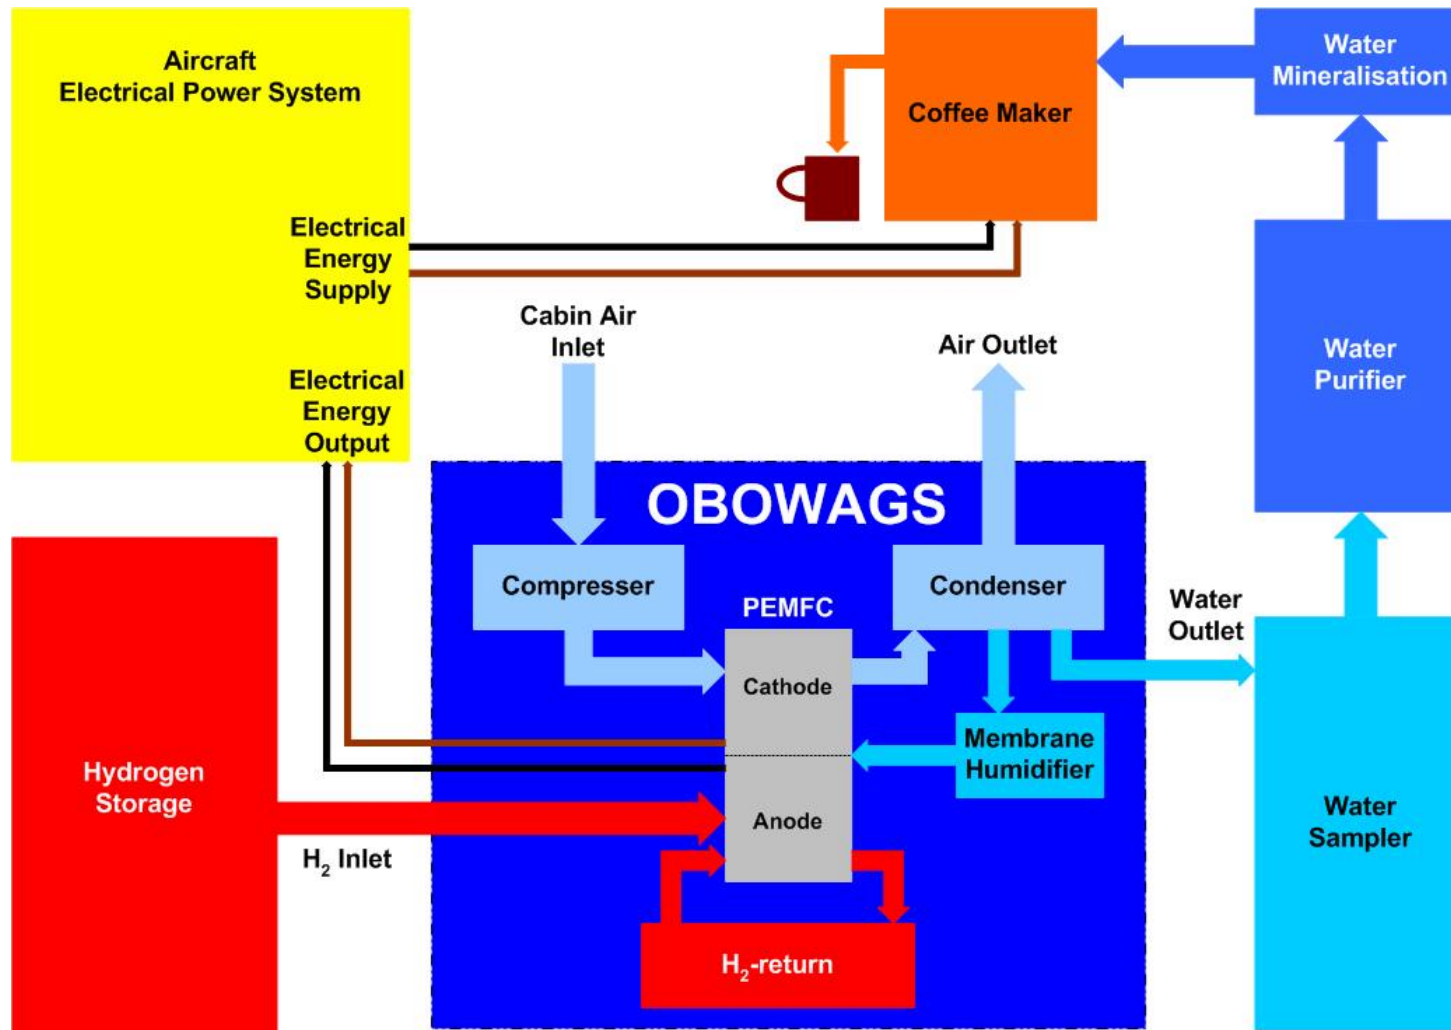 Aircraft
Electrical Power System
Electrical
Energy
Supply
Electrical
Energy
Output
Coffee Maker
Water
Mineralisation
Water
Purifier
Cabin Air
Inlet
Air Outlet
OBOWAGS
Compresser
Condenser
PEMFC
Cathode
Anode
Membrane
Humidifier
Water
Outlet
Water
Sampler
Hydrogen
Storage
H₂ Inlet
H₂-return